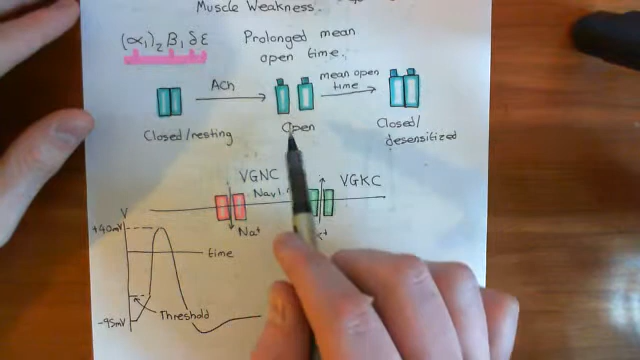 Muscle Weakness.
(α₁)₂ β₁ δ ε
Prolonged mean
open time.
ACh
mean open
time
Closed/resting
Open
Closed/
desensitized
VGNC
VGKC
Na⁺
V
+40mV
time
Threshold
-95mV